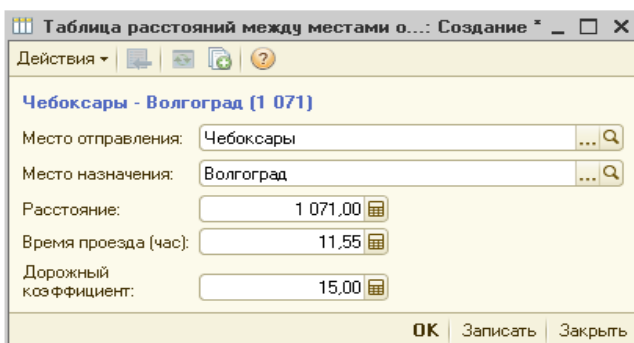 Таблица расстояний между местами о...: Создание *
Действия
Чебоксары - Волгоград (1 071)
Место отправления: Чебоксары ...
Место назначения: Волгоград ...
Расстояние: 1 071,00
Время проезда (час): 11,55
Дорожный
коэффициент: 15,00
OK Записать Закрыть